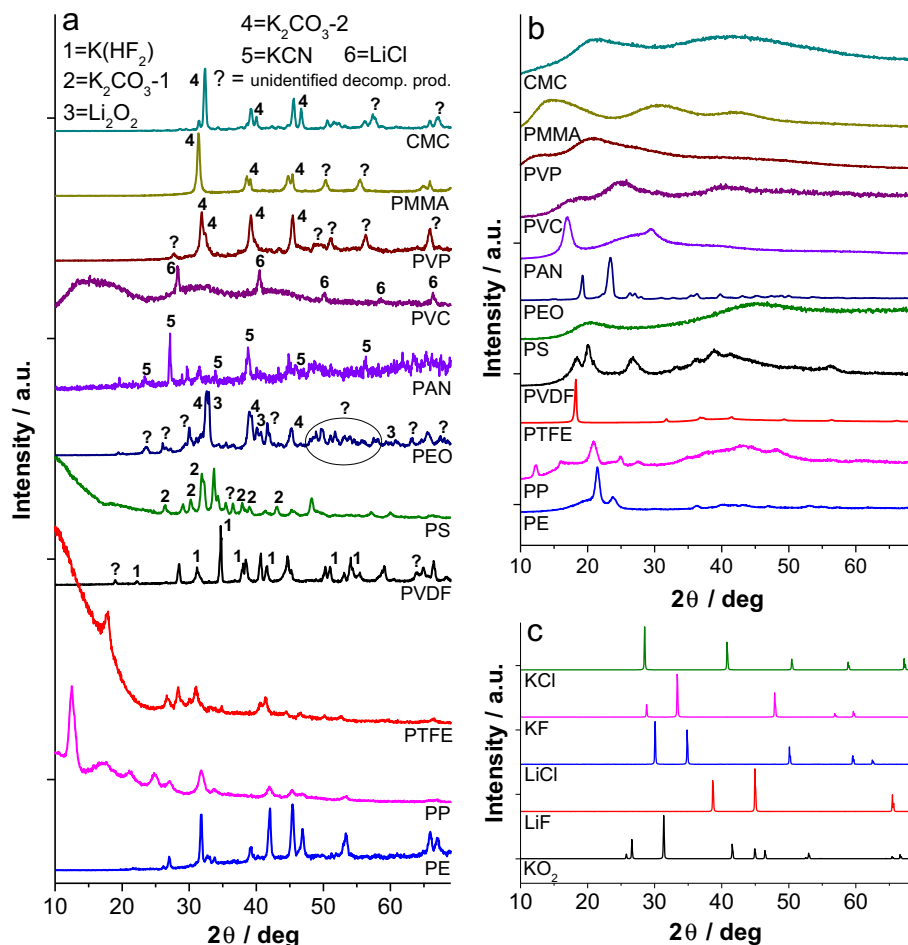 a
1=K(HF₂)
2=K₂CO₃-1
3=Li₂O₂
4=K₂CO₃-2
5=KCN 6=LiCl
? = unidentified decomp. prod.
4 4 4 ? ?
CMC
4 4 ? ?
PMMA
? 4 4 4 ? ? ? ?
PVP
6 6 6 6 6
PVC
5 5 5 5 5 5
PAN
? ? ? 4 3 4 3 ? 4 ? 3 ? ?
PEO
2 2 2 ? 2 2 2
PS
? 1 1 1 1 1 1 1 ?
PVDF
PTFE
PP
PE
10 20 30 40 50 60
2θ / deg
Intensity / a.u.
b
CMC
PMMA
PVP
PVC
PAN
PEO
PS
PVDF
PTFE
PP
PE
10 20 30 40 50 60
2θ / deg
Intensity / a.u.
c
KCl
KF
LiCl
LiF
KO₂
10 20 30 40 50 60
2θ / deg
Intensity / a.u.